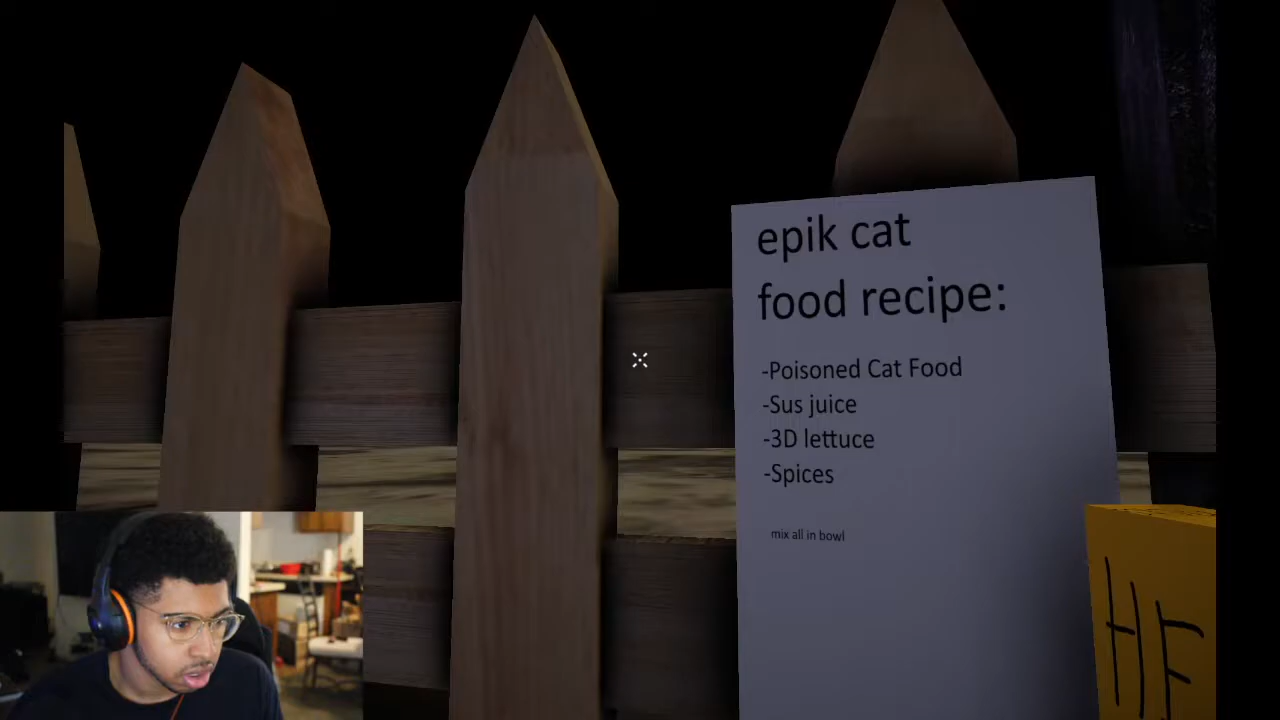 epik cat
food recipe:
-Poisoned Cat Food
-Sus juice
-3D lettuce
-Spices
mix all in bowl